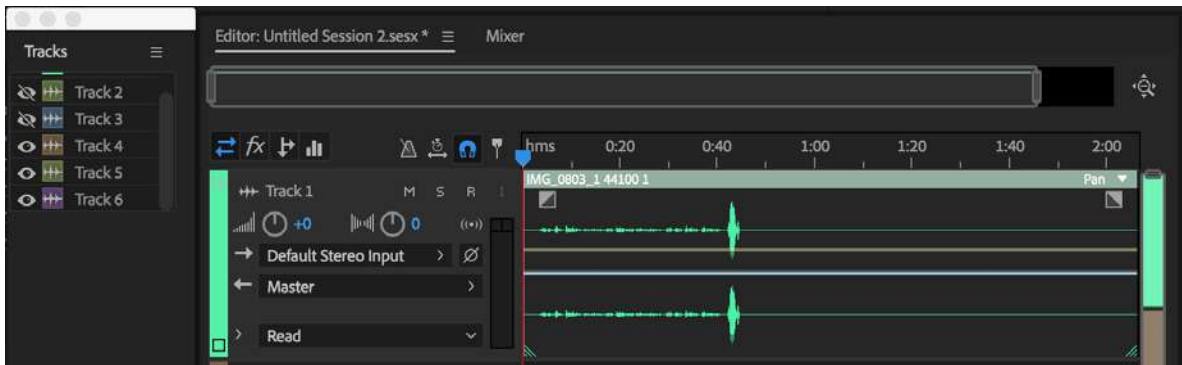 Tracks
Track 2
Track 3
Track 4
Track 5
Track 6
Editor: Untitled Session 2.sesx *
Mixer
fx
hms 0:20 0:40 1:00 1:20 1:40 2:00
Track 1 M S R I
IMG_0803_1 44100 1 Pan
+0 0
Default Stereo Input
Master
Read